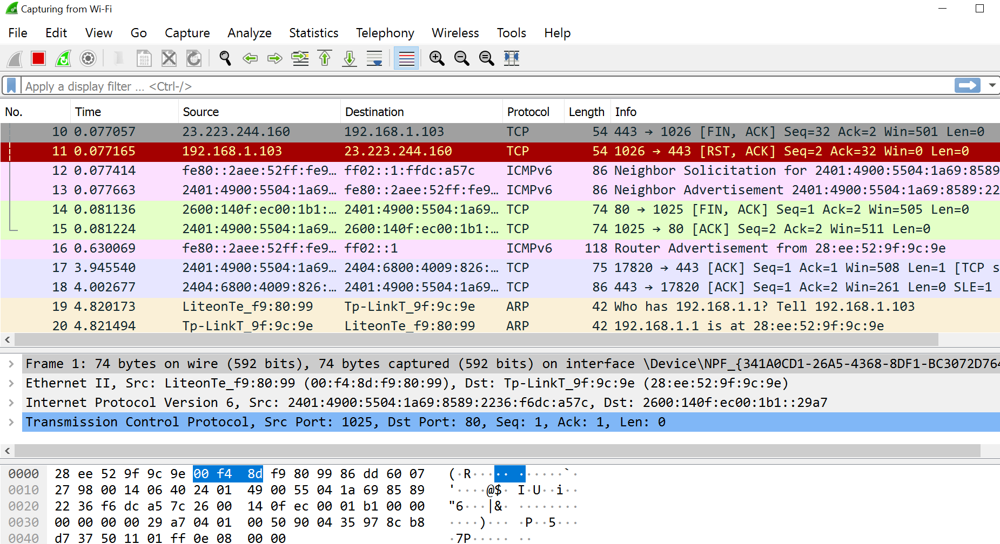 Capturing from Wi-Fi
File Edit View Go Capture Analyze Statistics Telephony Wireless Tools Help
Apply a display filter ... <Ctrl-/>
No. Time Source Destination Protocol Length Info
10 0.077057 23.223.244.160 192.168.1.103 TCP 54 443 → 1026 [FIN, ACK] Seq=32 Ack=2 Win=501 Len=0
11 0.077165 192.168.1.103 23.223.244.160 TCP 54 1026 → 443 [RST, ACK] Seq=2 Ack=32 Win=0 Len=0
12 0.077414 fe80::2aee:52ff:fe9… ff02::1:ffdc:a57c ICMPv6 86 Neighbor Solicitation for 2401:4900:5504:1a69:8589
13 0.077663 2401:4900:5504:1a69… fe80::2aee:52ff:fe9… ICMPv6 86 Neighbor Advertisement 2401:4900:5504:1a69:8589:22
14 0.081136 2600:140f:ec00:1b1:… 2401:4900:5504:1a69… TCP 74 80 → 1025 [FIN, ACK] Seq=1 Ack=2 Win=505 Len=0
15 0.081224 2401:4900:5504:1a69… 2600:140f:ec00:1b1:… TCP 74 1025 → 80 [ACK] Seq=2 Ack=2 Win=511 Len=0
16 0.630069 fe80::2aee:52ff:fe9… ff02::1 ICMPv6 118 Router Advertisement from 28:ee:52:9f:9c:9e
17 3.945540 2401:4900:5504:1a69… 2404:6800:4009:826:… TCP 75 17820 → 443 [ACK] Seq=1 Ack=1 Win=508 Len=1 [TCP s
18 4.002677 2404:6800:4009:826:… 2401:4900:5504:1a69… TCP 86 443 → 17820 [ACK] Seq=1 Ack=2 Win=261 Len=0 SLE=1
19 4.820173 LiteonTe_f9:80:99 Tp-LinkT_9f:9c:9e ARP 42 Who has 192.168.1.1? Tell 192.168.1.103
20 4.821494 Tp-LinkT_9f:9c:9e LiteonTe_f9:80:99 ARP 42 192.168.1.1 is at 28:ee:52:9f:9c:9e
Frame 1: 74 bytes on wire (592 bits), 74 bytes captured (592 bits) on interface \Device\NPF_{341A0CD1-26A5-4368-8DF1-BC3072D764
Ethernet II, Src: LiteonTe_f9:80:99 (00:f4:8d:f9:80:99), Dst: Tp-LinkT_9f:9c:9e (28:ee:52:9f:9c:9e)
Internet Protocol Version 6, Src: 2401:4900:5504:1a69:8589:2236:f6dc:a57c, Dst: 2600:140f:ec00:1b1::29a7
Transmission Control Protocol, Src Port: 1025, Dst Port: 80, Seq: 1, Ack: 1, Len: 0
0000 28 ee 52 9f 9c 9e 00 f4 8d f9 80 99 86 dd 60 07 (·R··· ·· ······`·
0010 27 98 00 14 06 40 24 01 49 00 55 04 1a 69 85 89 '····@$· I·U··i··
0020 22 36 f6 dc a5 7c 26 00 14 0f ec 00 01 b1 00 00 "6···|&· ········
0030 00 00 00 00 29 a7 04 01 00 50 90 04 35 97 8c b8 ····)··· ·P··5···
0040 d7 37 50 11 01 ff 0e 08 00 00 ·7P····· ··